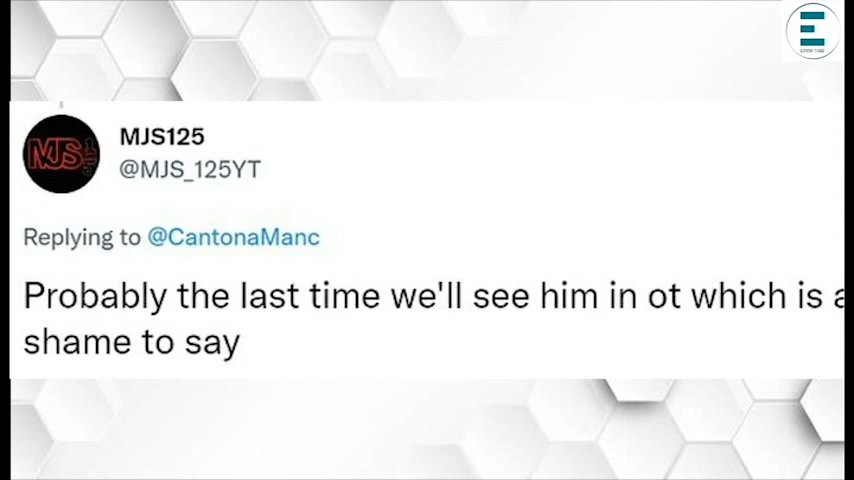 E
MJS125
MJS
@MJS_125YT
Replying to @CantonaManc
Probably the last time we'll see him in ot which is a
shame to say